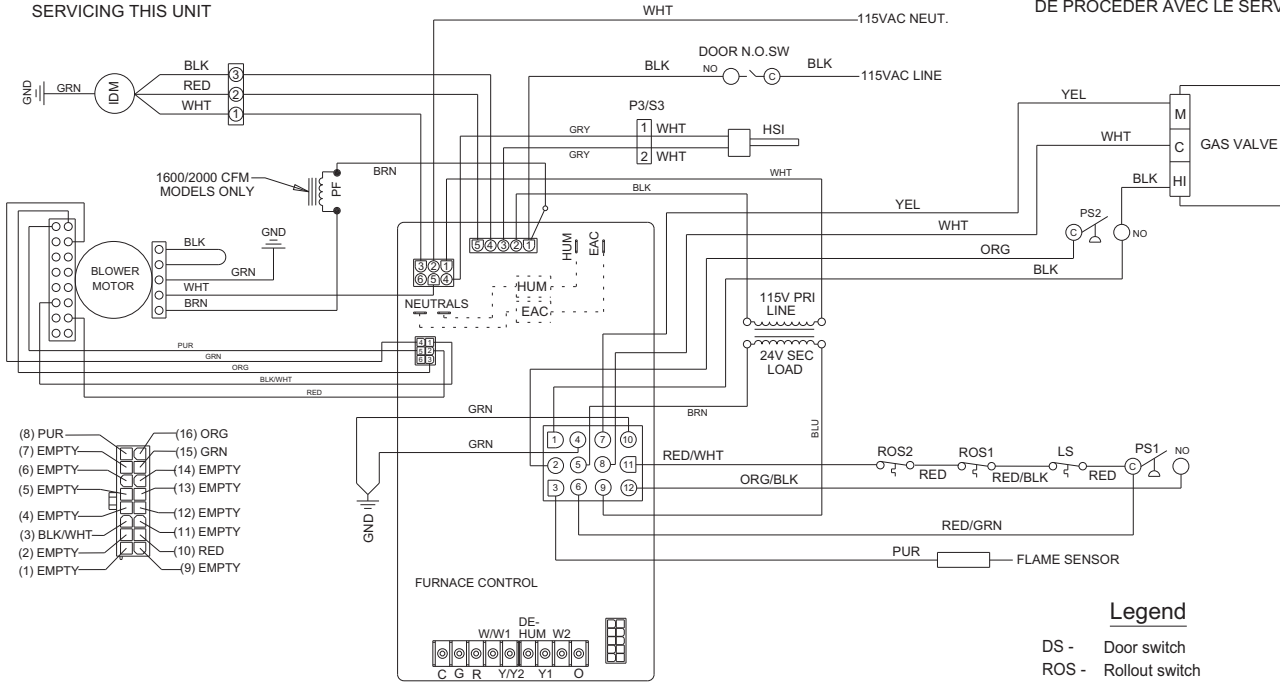 SERVICING THIS UNIT
DE PROCEDER AVEC LE SERV
WHT
115VAC NEUT.
DOOR N.O.SW
BLK
NO
C
BLK
115VAC LINE
GND
GRN
IDM
BLK
RED
WHT
3
2
1
P3/S3
1 WHT
2 WHT
GRY
GRY
HSI
YEL
WHT
BLK
M
C
HI
GAS VALVE
1600/2000 CFM
MODELS ONLY
PF
BRN
WHT
BLK
YEL
WHT
ORG
BLK
PS2
C
NO
BLOWER
MOTOR
BLK
GND
GRN
WHT
BRN
5 4 3 2 1
3 2 1
6 5 4
HUM
EAC
NEUTRALS
HUM
EAC
115V PRI
LINE
24V SEC
LOAD
PUR
GRN
ORG
BLK/WHT
RED
4 1
5 2
6 3
GRN
GRN
GND
BRN
BLU
1 4 7 10
2 5 8 11
3 6 9 12
RED/WHT
ORG/BLK
RED/GRN
PUR
ROS2
RED
ROS1
RED/BLK
LS
RED
PS1
C
NO
FLAME SENSOR
(8) PUR
(16) ORG
(7) EMPTY
(15) GRN
(6) EMPTY
(14) EMPTY
(5) EMPTY
(13) EMPTY
(4) EMPTY
(12) EMPTY
(3) BLK/WHT
(11) EMPTY
(2) EMPTY
(10) RED
(1) EMPTY
(9) EMPTY
FURNACE CONTROL
DE-
W/W1 HUM W2
C G R Y/Y2 Y1 O
Legend
DS - Door switch
ROS - Rollout switch